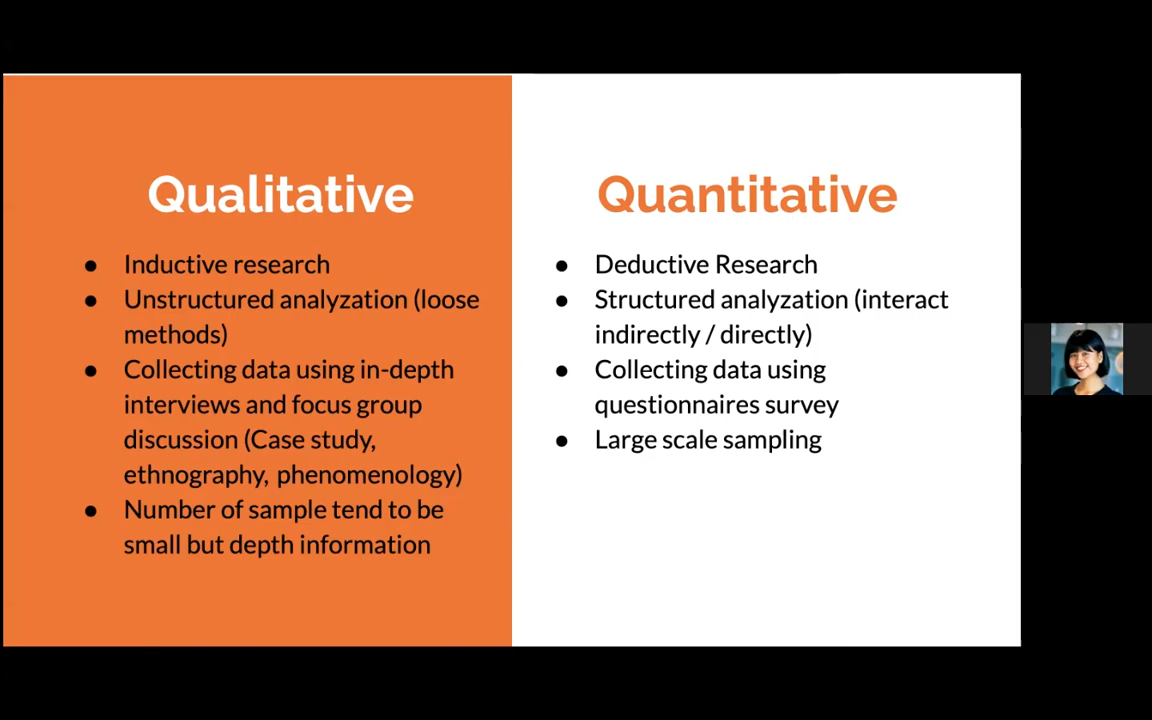 Qualitative
● Inductive research
● Unstructured analyzation (loose
methods)
● Collecting data using in-depth
interviews and focus group
discussion (Case study,
ethnography, phenomenology)
● Number of sample tend to be
small but depth information
Quantitative
● Deductive Research
● Structured analyzation (interact
indirectly / directly)
● Collecting data using
questionnaires survey
● Large scale sampling